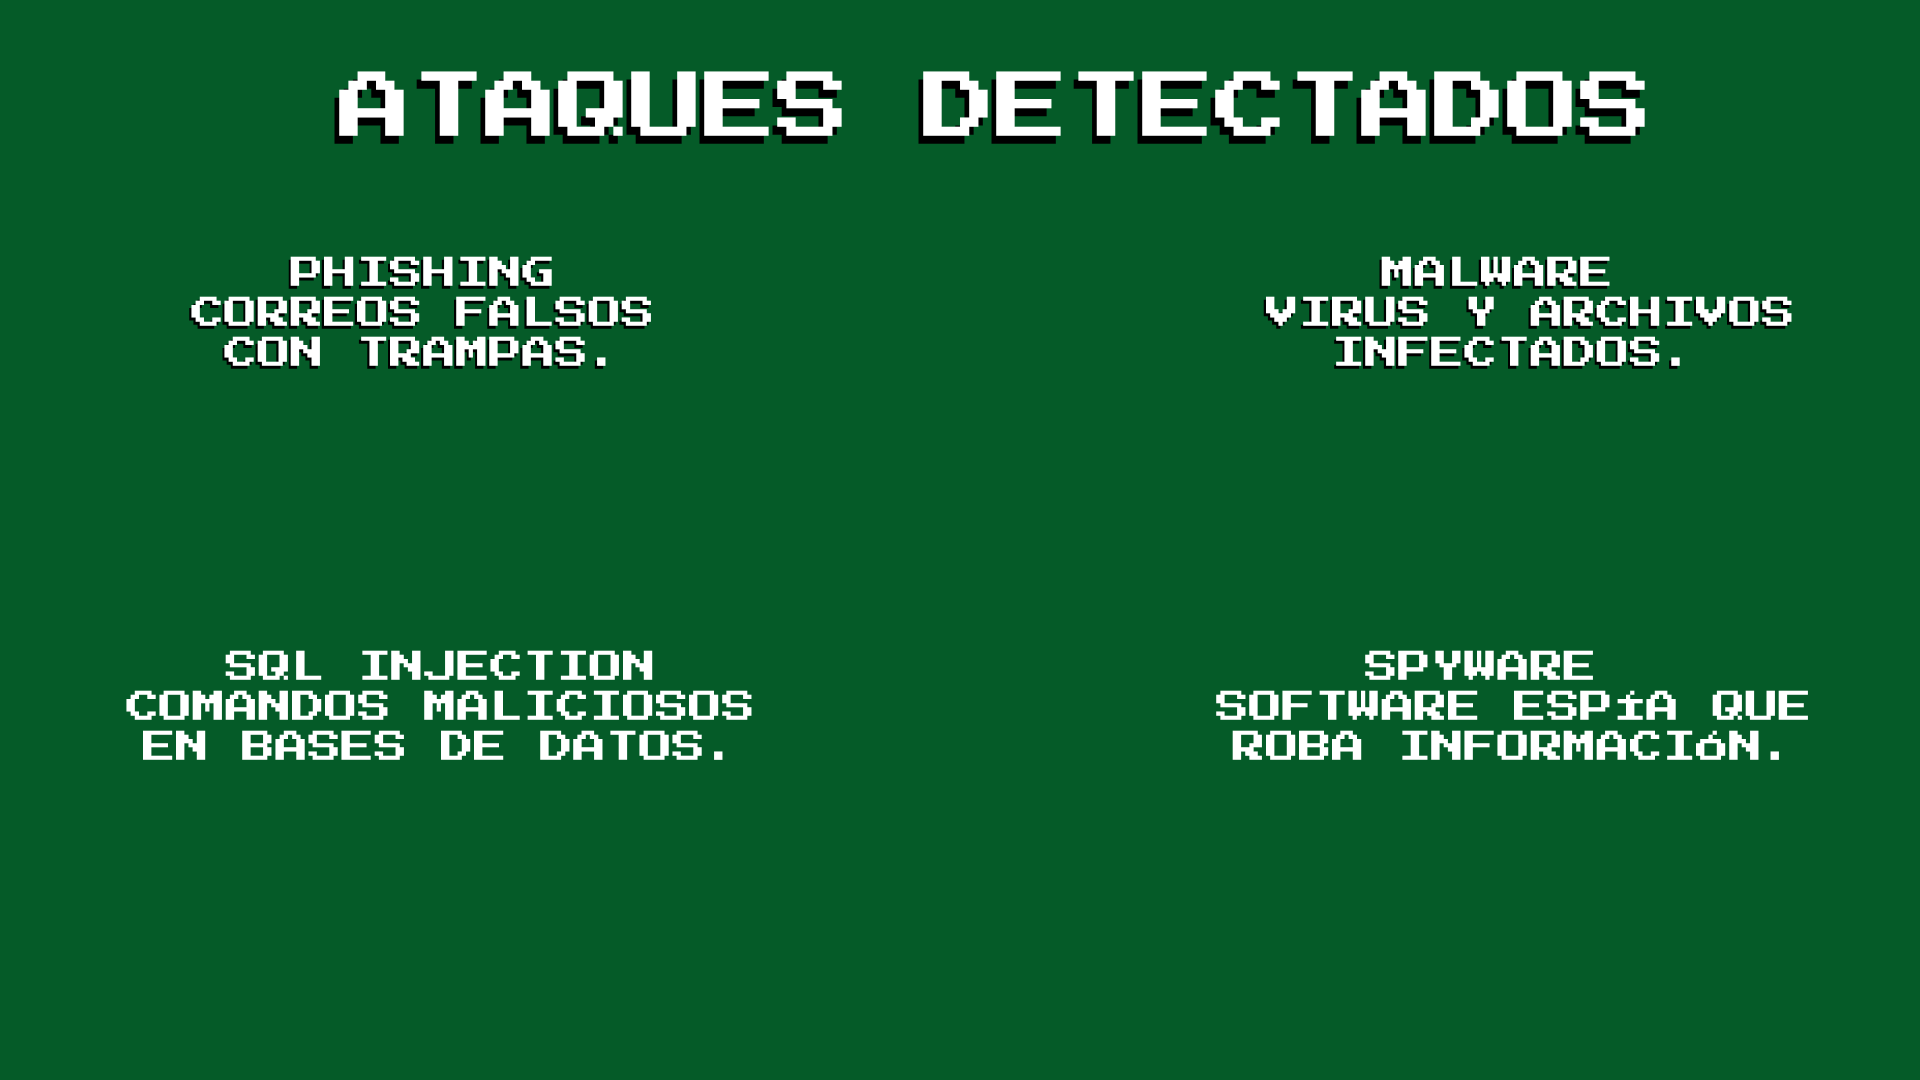 ATAQUES DETECTADOS
PHISHING
CORREOS FALSOS
CON TRAMPAS.
MALWARE
VIRUS Y ARCHIVOS
INFECTADOS.
SQL INJECTION
COMANDOS MALICIOSOS
EN BASES DE DATOS.
SPYWARE
SOFTWARE ESPíA QUE
ROBA INFORMACIóN.